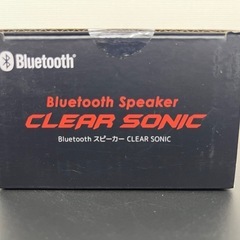 Bluetooth®
Bluetooth Speaker
CLEAR SONIC
Bluetooth スピーカー CLEAR SONIC